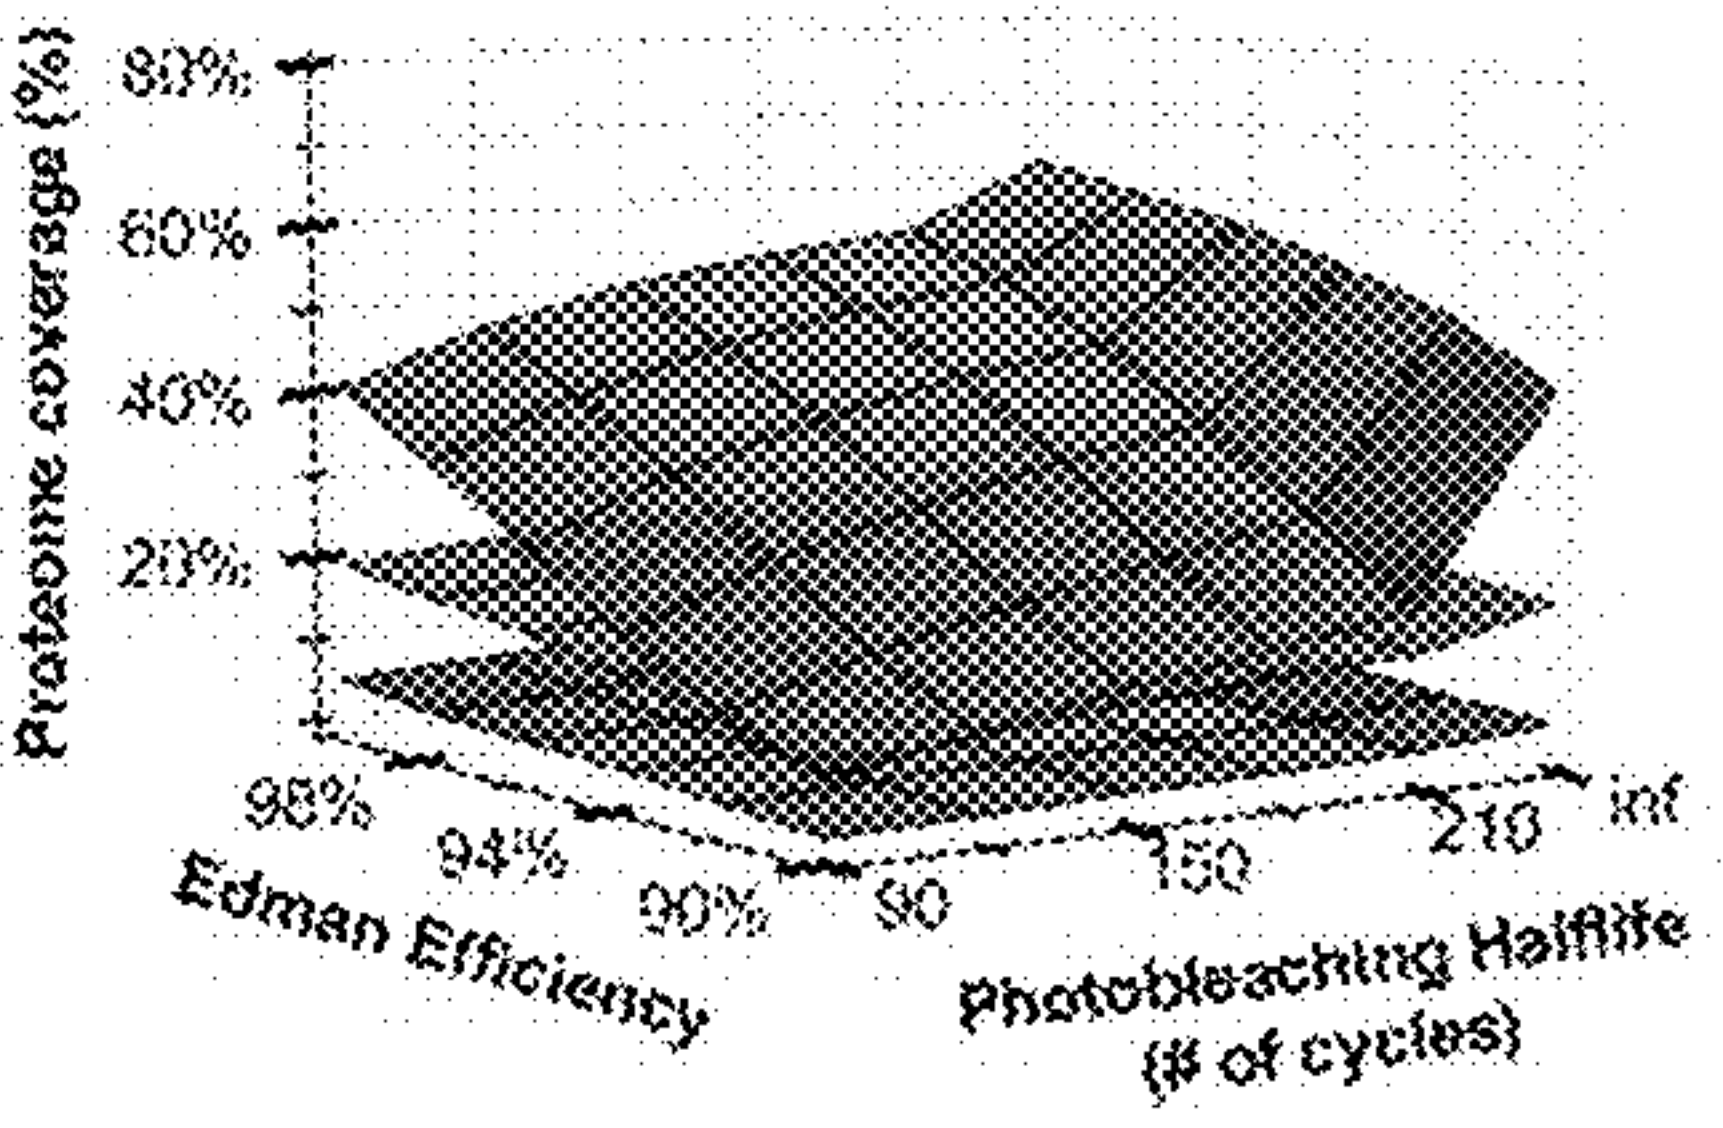 Proteome coverage (%)
80%
60%
40%
20%
98%
94%
90%
Edman Efficiency
90
150
210
inf
Photobleaching Halflife
(# of cycles)